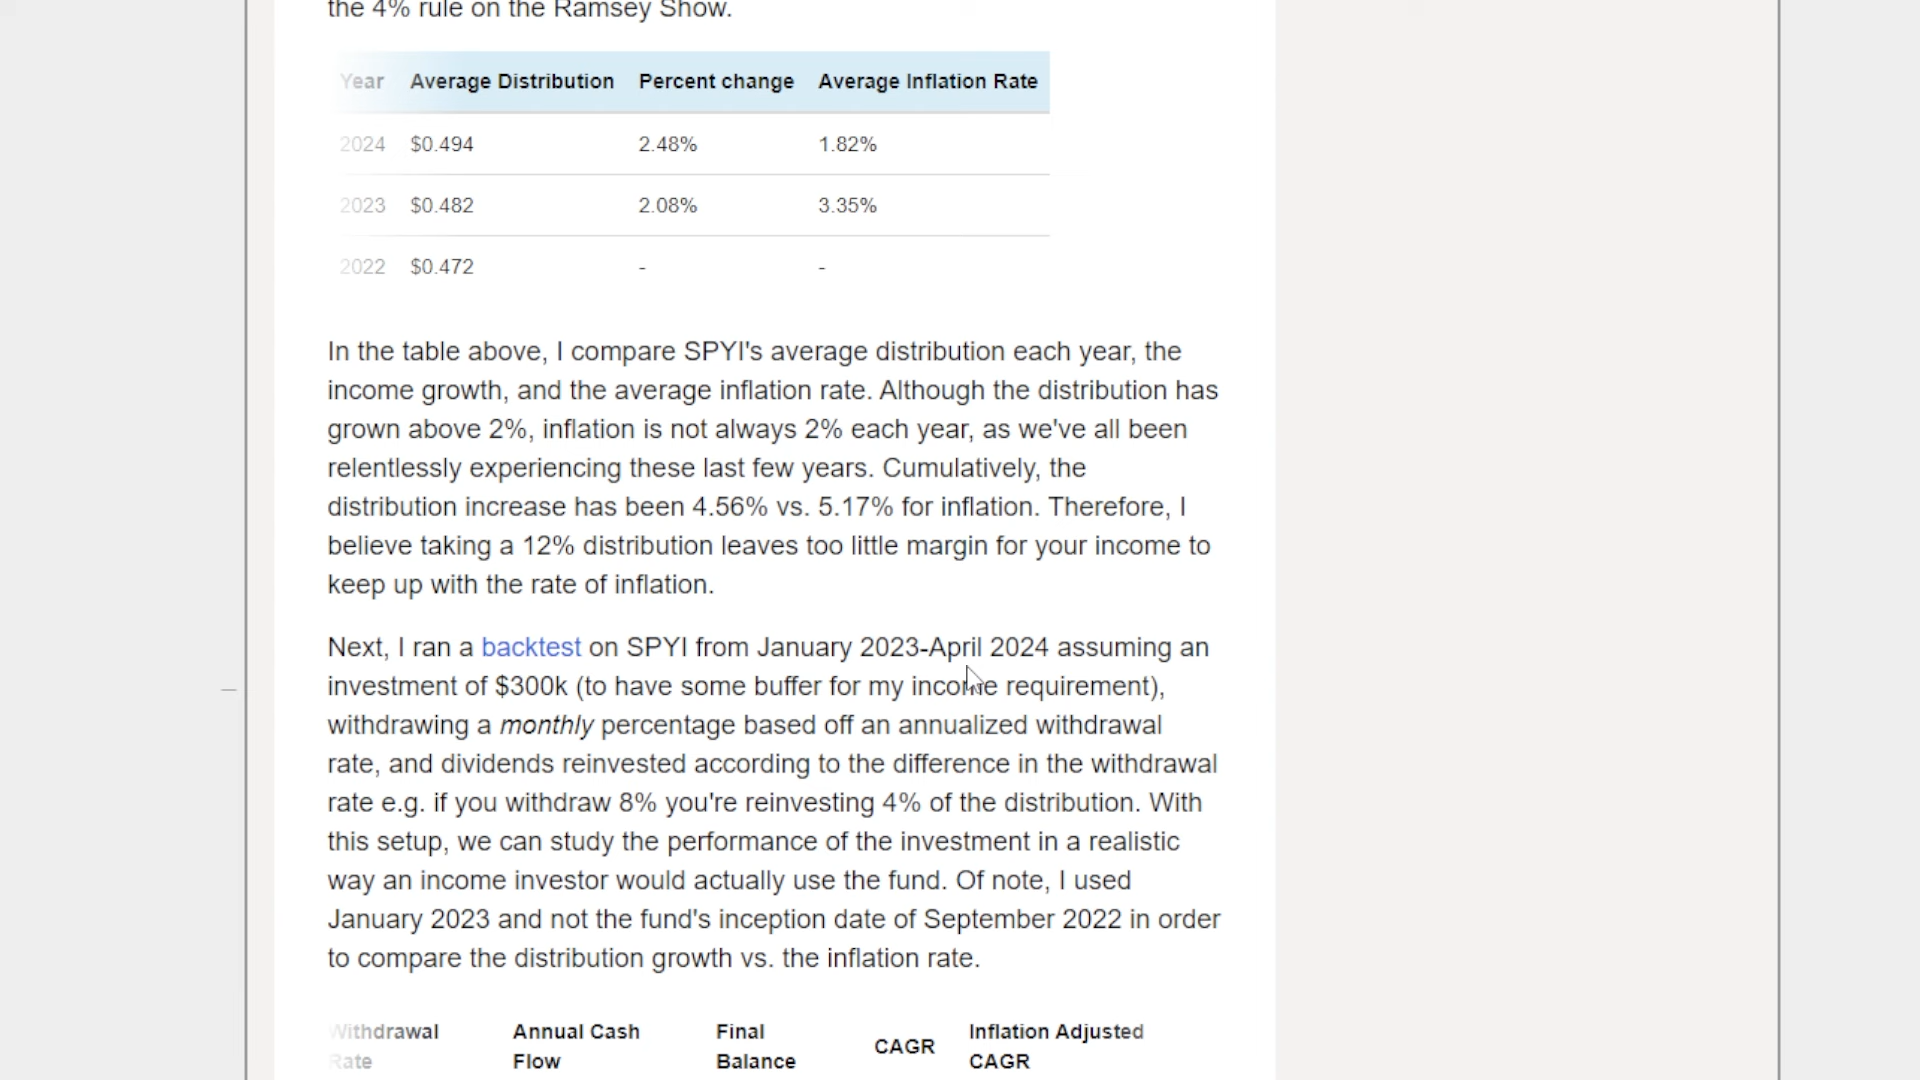 the 4% rule on the Ramsey Show.
Year Average Distribution Percent change Average Inflation Rate
2024 $0.494 2.48% 1.82%
2023 $0.482 2.08% 3.35%
2022 $0.472 - -
In the table above, I compare SPYI's average distribution each year, the
income growth, and the average inflation rate. Although the distribution has
grown above 2%, inflation is not always 2% each year, as we've all been
relentlessly experiencing these last few years. Cumulatively, the
distribution increase has been 4.56% vs. 5.17% for inflation. Therefore, I
believe taking a 12% distribution leaves too little margin for your income to
keep up with the rate of inflation.
Next, I ran a backtest on SPYI from January 2023-April 2024 assuming an
investment of $300k (to have some buffer for my income requirement),
withdrawing a monthly percentage based off an annualized withdrawal
rate, and dividends reinvested according to the difference in the withdrawal
rate e.g. if you withdraw 8% you're reinvesting 4% of the distribution. With
this setup, we can study the performance of the investment in a realistic
way an income investor would actually use the fund. Of note, I used
January 2023 and not the fund's inception date of September 2022 in order
to compare the distribution growth vs. the inflation rate.
Withdrawal Annual Cash Final CAGR Inflation Adjusted
Rate Flow Balance CAGR